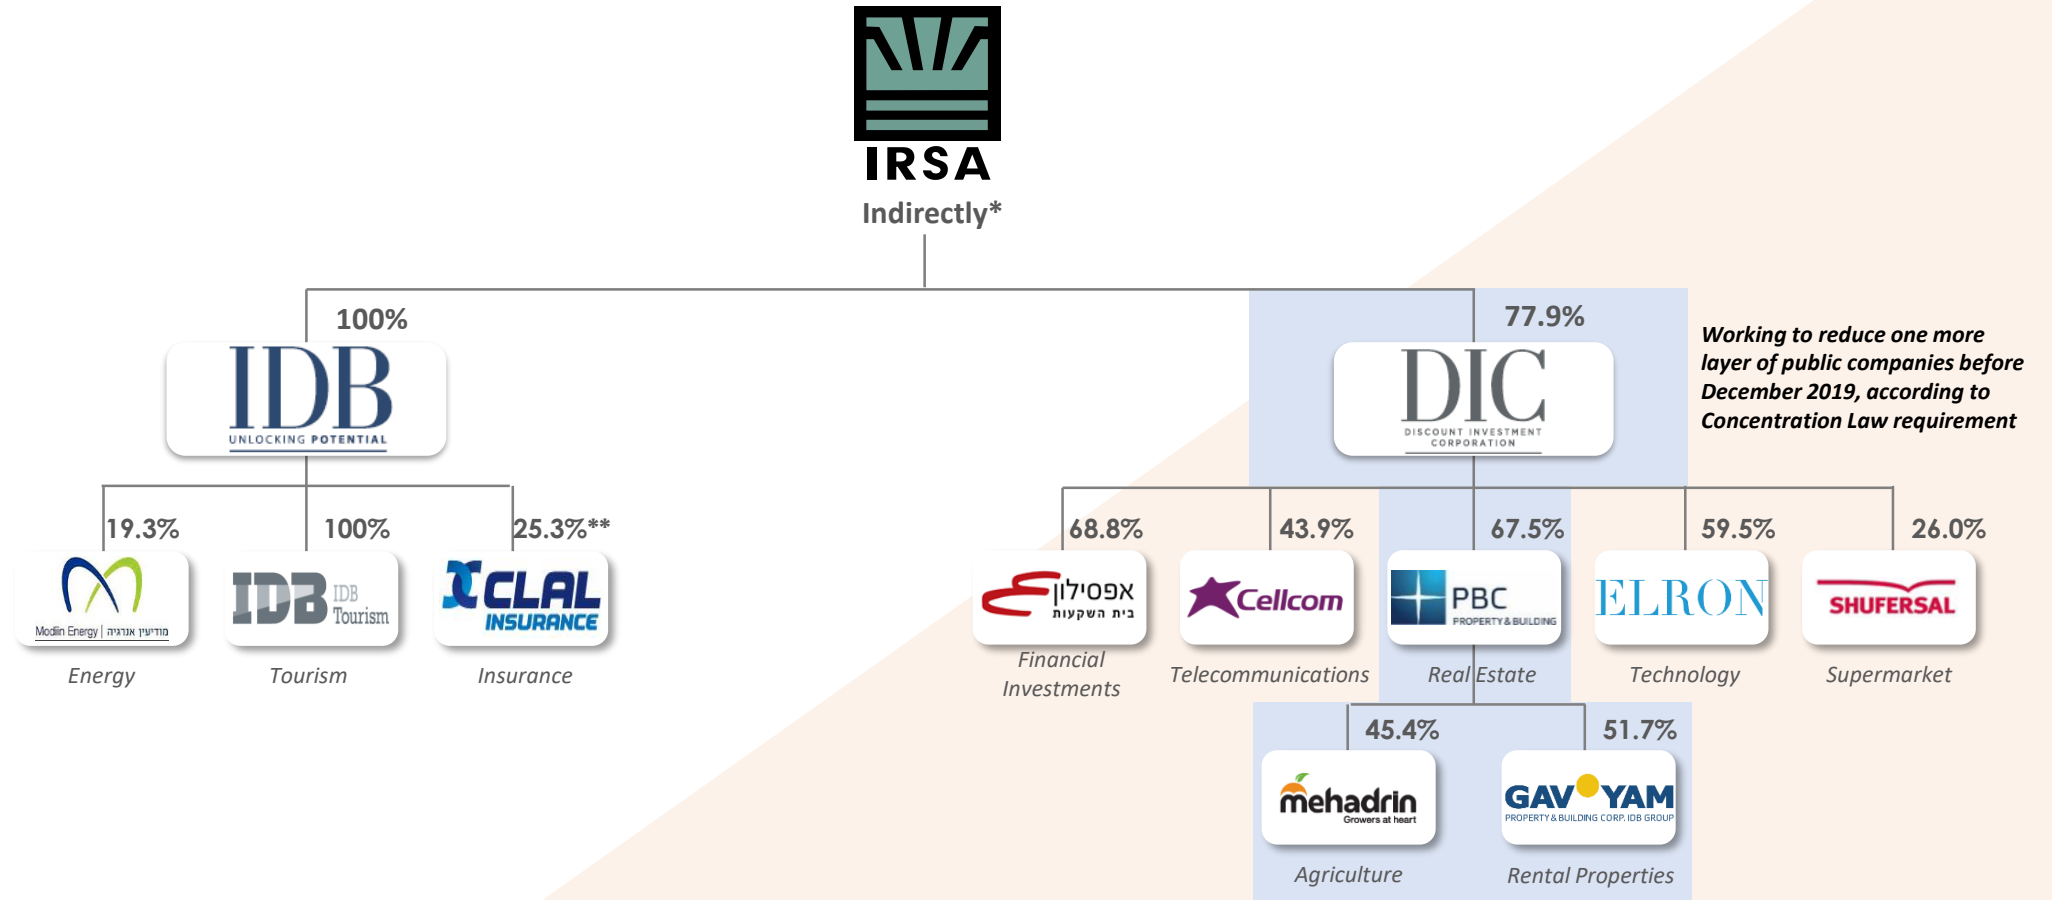 IRSA
Indirectly*
100%
77.9%
IDB
UNLOCKING POTENTIAL
DIC
DISCOUNT INVESTMENT
CORPORATION
Working to reduce one more
layer of public companies before
December 2019, according to
Concentration Law requirement
19.3%
100%
25.3%**
68.8%
43.9%
67.5%
59.5%
26.0%
Modiin Energy | מודיעין אנרגיה
IDB
IDB
Tourism
CLAL
INSURANCE
אפסילון
בית השקעות
Cellcom
PBC
PROPERTY & BUILDING
ELRON
SHUFERSAL
Energy
Tourism
Insurance
Financial
Investments
Telecommunications
Real Estate
Technology
Supermarket
45.4%
51.7%
mehadrin
Growers at heart
GAV YAM
PROPERTY & BUILDING CORP. IDB GROUP
Agriculture
Rental Properties